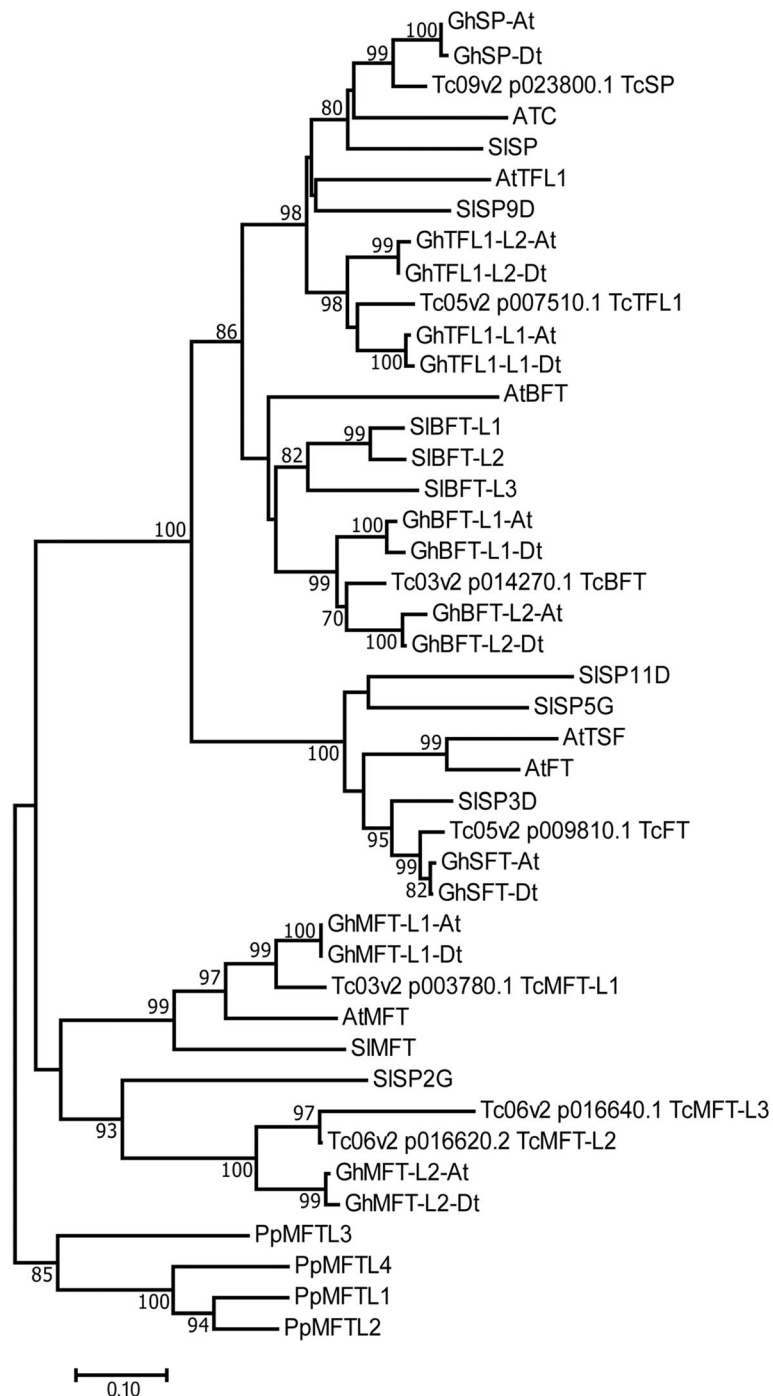 GhSP-At
100
GhSP-Dt
99
Tc09v2 p023800.1 TcSP
80
ATC
SlSP
AtTFL1
98
SlSP9D
99
GhTFL1-L2-At
GhTFL1-L2-Dt
98
Tc05v2 p007510.1 TcTFL1
86
GhTFL1-L1-At
100
GhTFL1-L1-Dt
AtBFT
99
SlBFT-L1
82
SlBFT-L2
SlBFT-L3
100
100
GhBFT-L1-At
GhBFT-L1-Dt
99
Tc03v2 p014270.1 TcBFT
70
GhBFT-L2-At
100
GhBFT-L2-Dt
SlSP11D
SlSP5G
100
99
AtTSF
AtFT
SlSP3D
95
Tc05v2 p009810.1 TcFT
99
GhSFT-At
82
GhSFT-Dt
GhMFT-L1-At
100
99
GhMFT-L1-Dt
97
Tc03v2 p003780.1 TcMFT-L1
99
AtMFT
SlMFT
SlSP2G
93
97
Tc06v2 p016640.1 TcMFT-L3
Tc06v2 p016620.2 TcMFT-L2
100
GhMFT-L2-At
99
GhMFT-L2-Dt
PpMFTL3
85
PpMFTL4
100
PpMFTL1
94
PpMFTL2
0.10